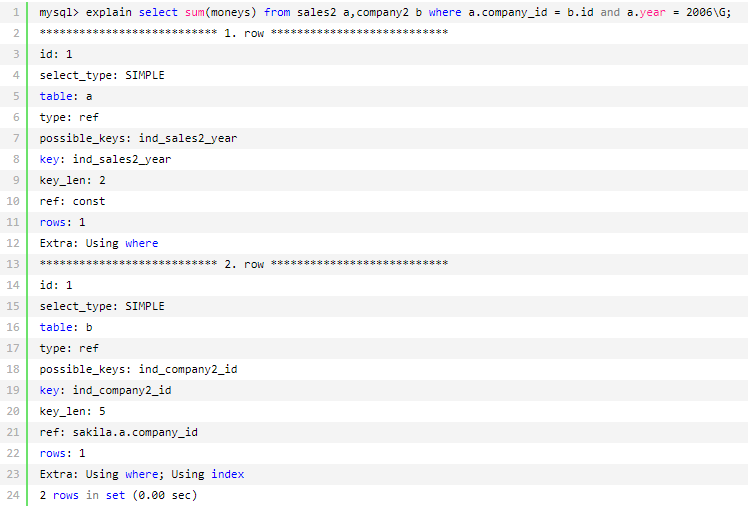 1 mysql> explain select sum(moneys) from sales2 a,company2 b where a.company_id = b.id and a.year = 2006\G;
2 *************************** 1. row ***************************
3 id: 1
4 select_type: SIMPLE
5 table: a
6 type: ref
7 possible_keys: ind_sales2_year
8 key: ind_sales2_year
9 key_len: 2
10 ref: const
11 rows: 1
12 Extra: Using where
13 *************************** 2. row ***************************
14 id: 1
15 select_type: SIMPLE
16 table: b
17 type: ref
18 possible_keys: ind_company2_id
19 key: ind_company2_id
20 key_len: 5
21 ref: sakila.a.company_id
22 rows: 1
23 Extra: Using where; Using index
24 2 rows in set (0.00 sec)